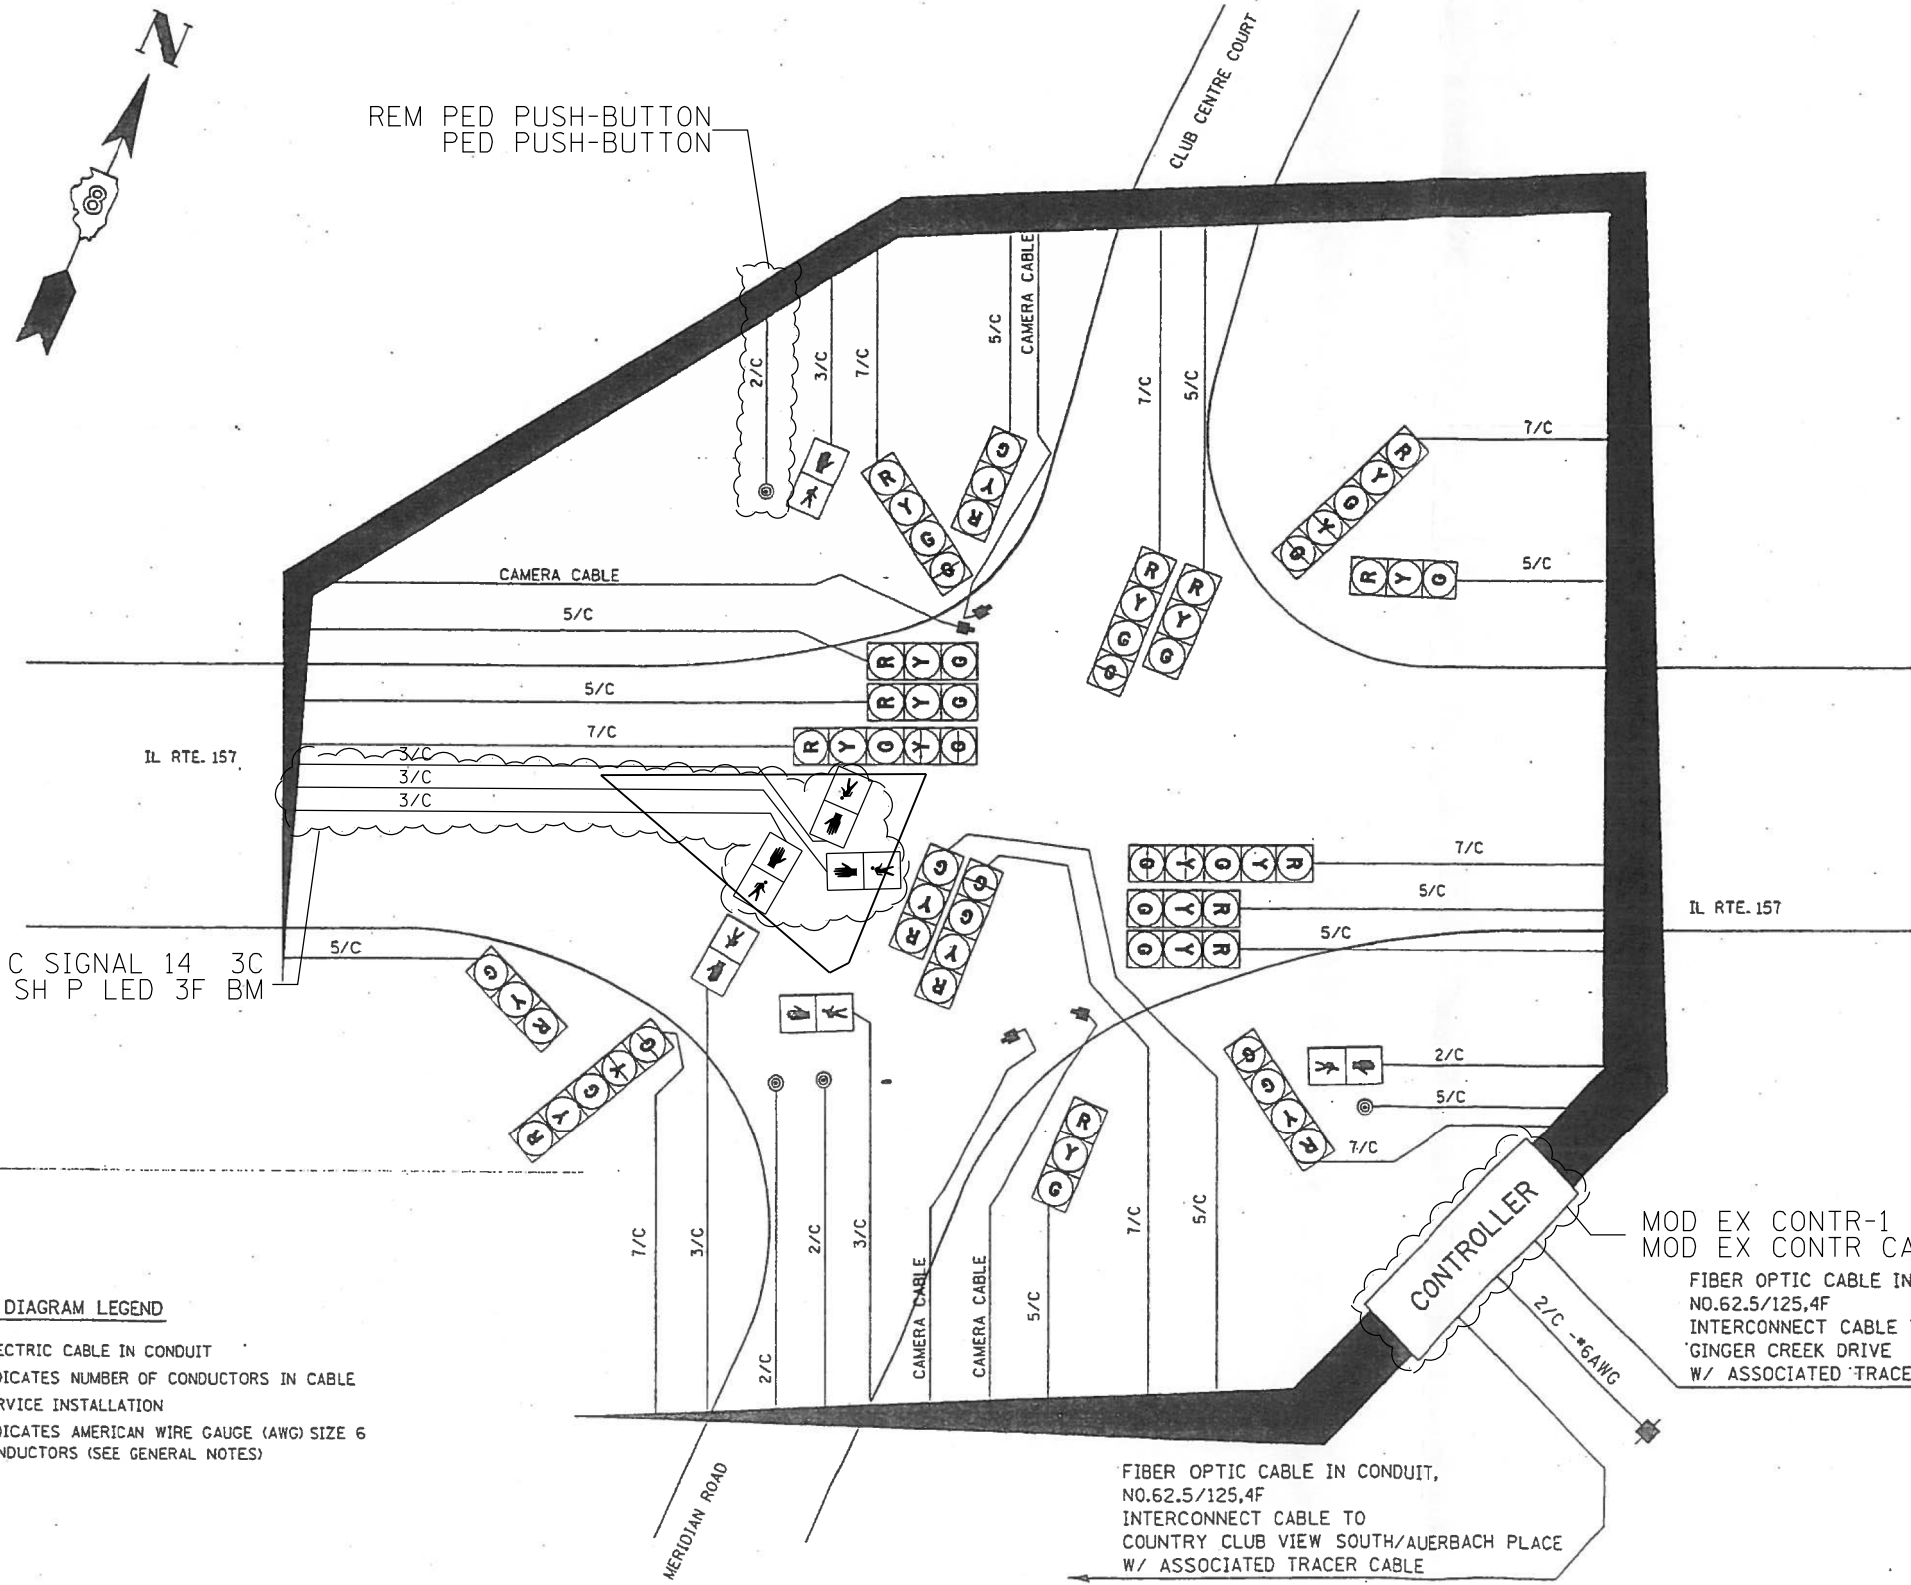 N
8
REM PED PUSH-BUTTON
PED PUSH-BUTTON
CLUB CENTRE COURT
2/C
3/C
7/C
5/C
CAMERA CABLE
7/C
5/C
7/C
5/C
G
Y
R
R
Y
G
G
R
Y
G
Y
G
R
Y
G
R
Y
G
G
R
Y
G
CAMERA CABLE
5/C
R Y G
5/C
R Y G
7/C
R Y G Y G
IL RTE. 157
3/C
3/C
3/C
G Y G Y R
7/C
G Y R
5/C
G Y R
5/C
IL RTE. 157
G
Y
R
G
G
Y
R
C SIGNAL 14 3C
SH P LED 3F BM
5/C
G
Y
R
G
Y
G
Y
R
G
G
Y
R
2/C
5/C
7/C
R
Y
G
7/C
3/C
2/C
2/C
3/C
CAMERA CABLE
CAMERA CABLE
5/C
7/C
5/C
CONTROLLER
MOD EX CONTR-1
MOD EX CONTR CA
FIBER OPTIC CABLE IN
NO.62.5/125,4F
INTERCONNECT CABLE
GINGER CREEK DRIVE
W/ ASSOCIATED TRACE
2/C -#6AWG
DIAGRAM LEGEND
ECTRIC CABLE IN CONDUIT
DICATES NUMBER OF CONDUCTORS IN CABLE
RVICE INSTALLATION
DICATES AMERICAN WIRE GAUGE (AWG) SIZE 6
NDUCTORS (SEE GENERAL NOTES)
MERIDIAN ROAD
FIBER OPTIC CABLE IN CONDUIT,
NO.62.5/125,4F
INTERCONNECT CABLE TO
COUNTRY CLUB VIEW SOUTH/AUERBACH PLACE
W/ ASSOCIATED TRACER CABLE